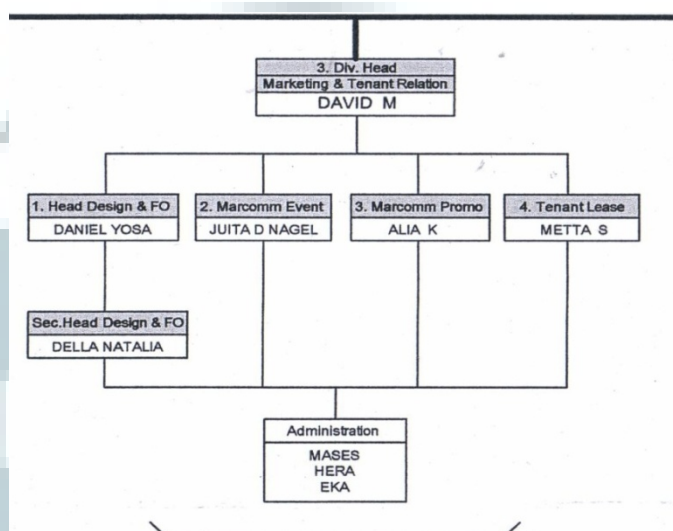 3. Div. Head
Marketing & Tenant Relation
DAVID M
1. Head Design & FO
DANIEL YOSA
2. Marcomm Event
JUITA D NAGEL
3. Marcomm Promo
ALIA K
4. Tenant Lease
METTA S
Sec.Head Design & FO
DELLA NATALIA
Administration
MASES
HERA
EKA